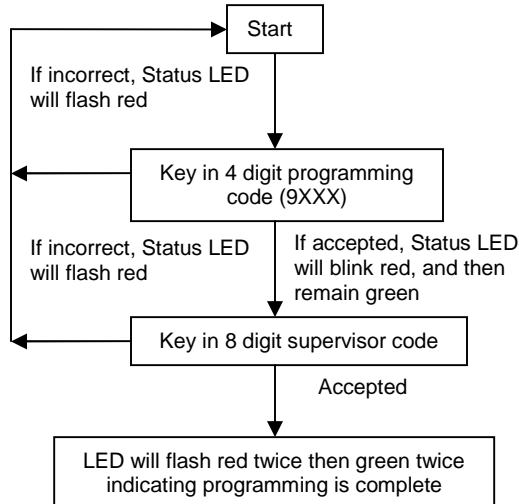 Start
If incorrect, Status LED
will flash red
Key in 4 digit programming
code (9XXX)
If incorrect, Status LED
will flash red
If accepted, Status LED
will blink red, and then
remain green
Key in 8 digit supervisor code
Accepted
LED will flash red twice then green twice
indicating programming is complete